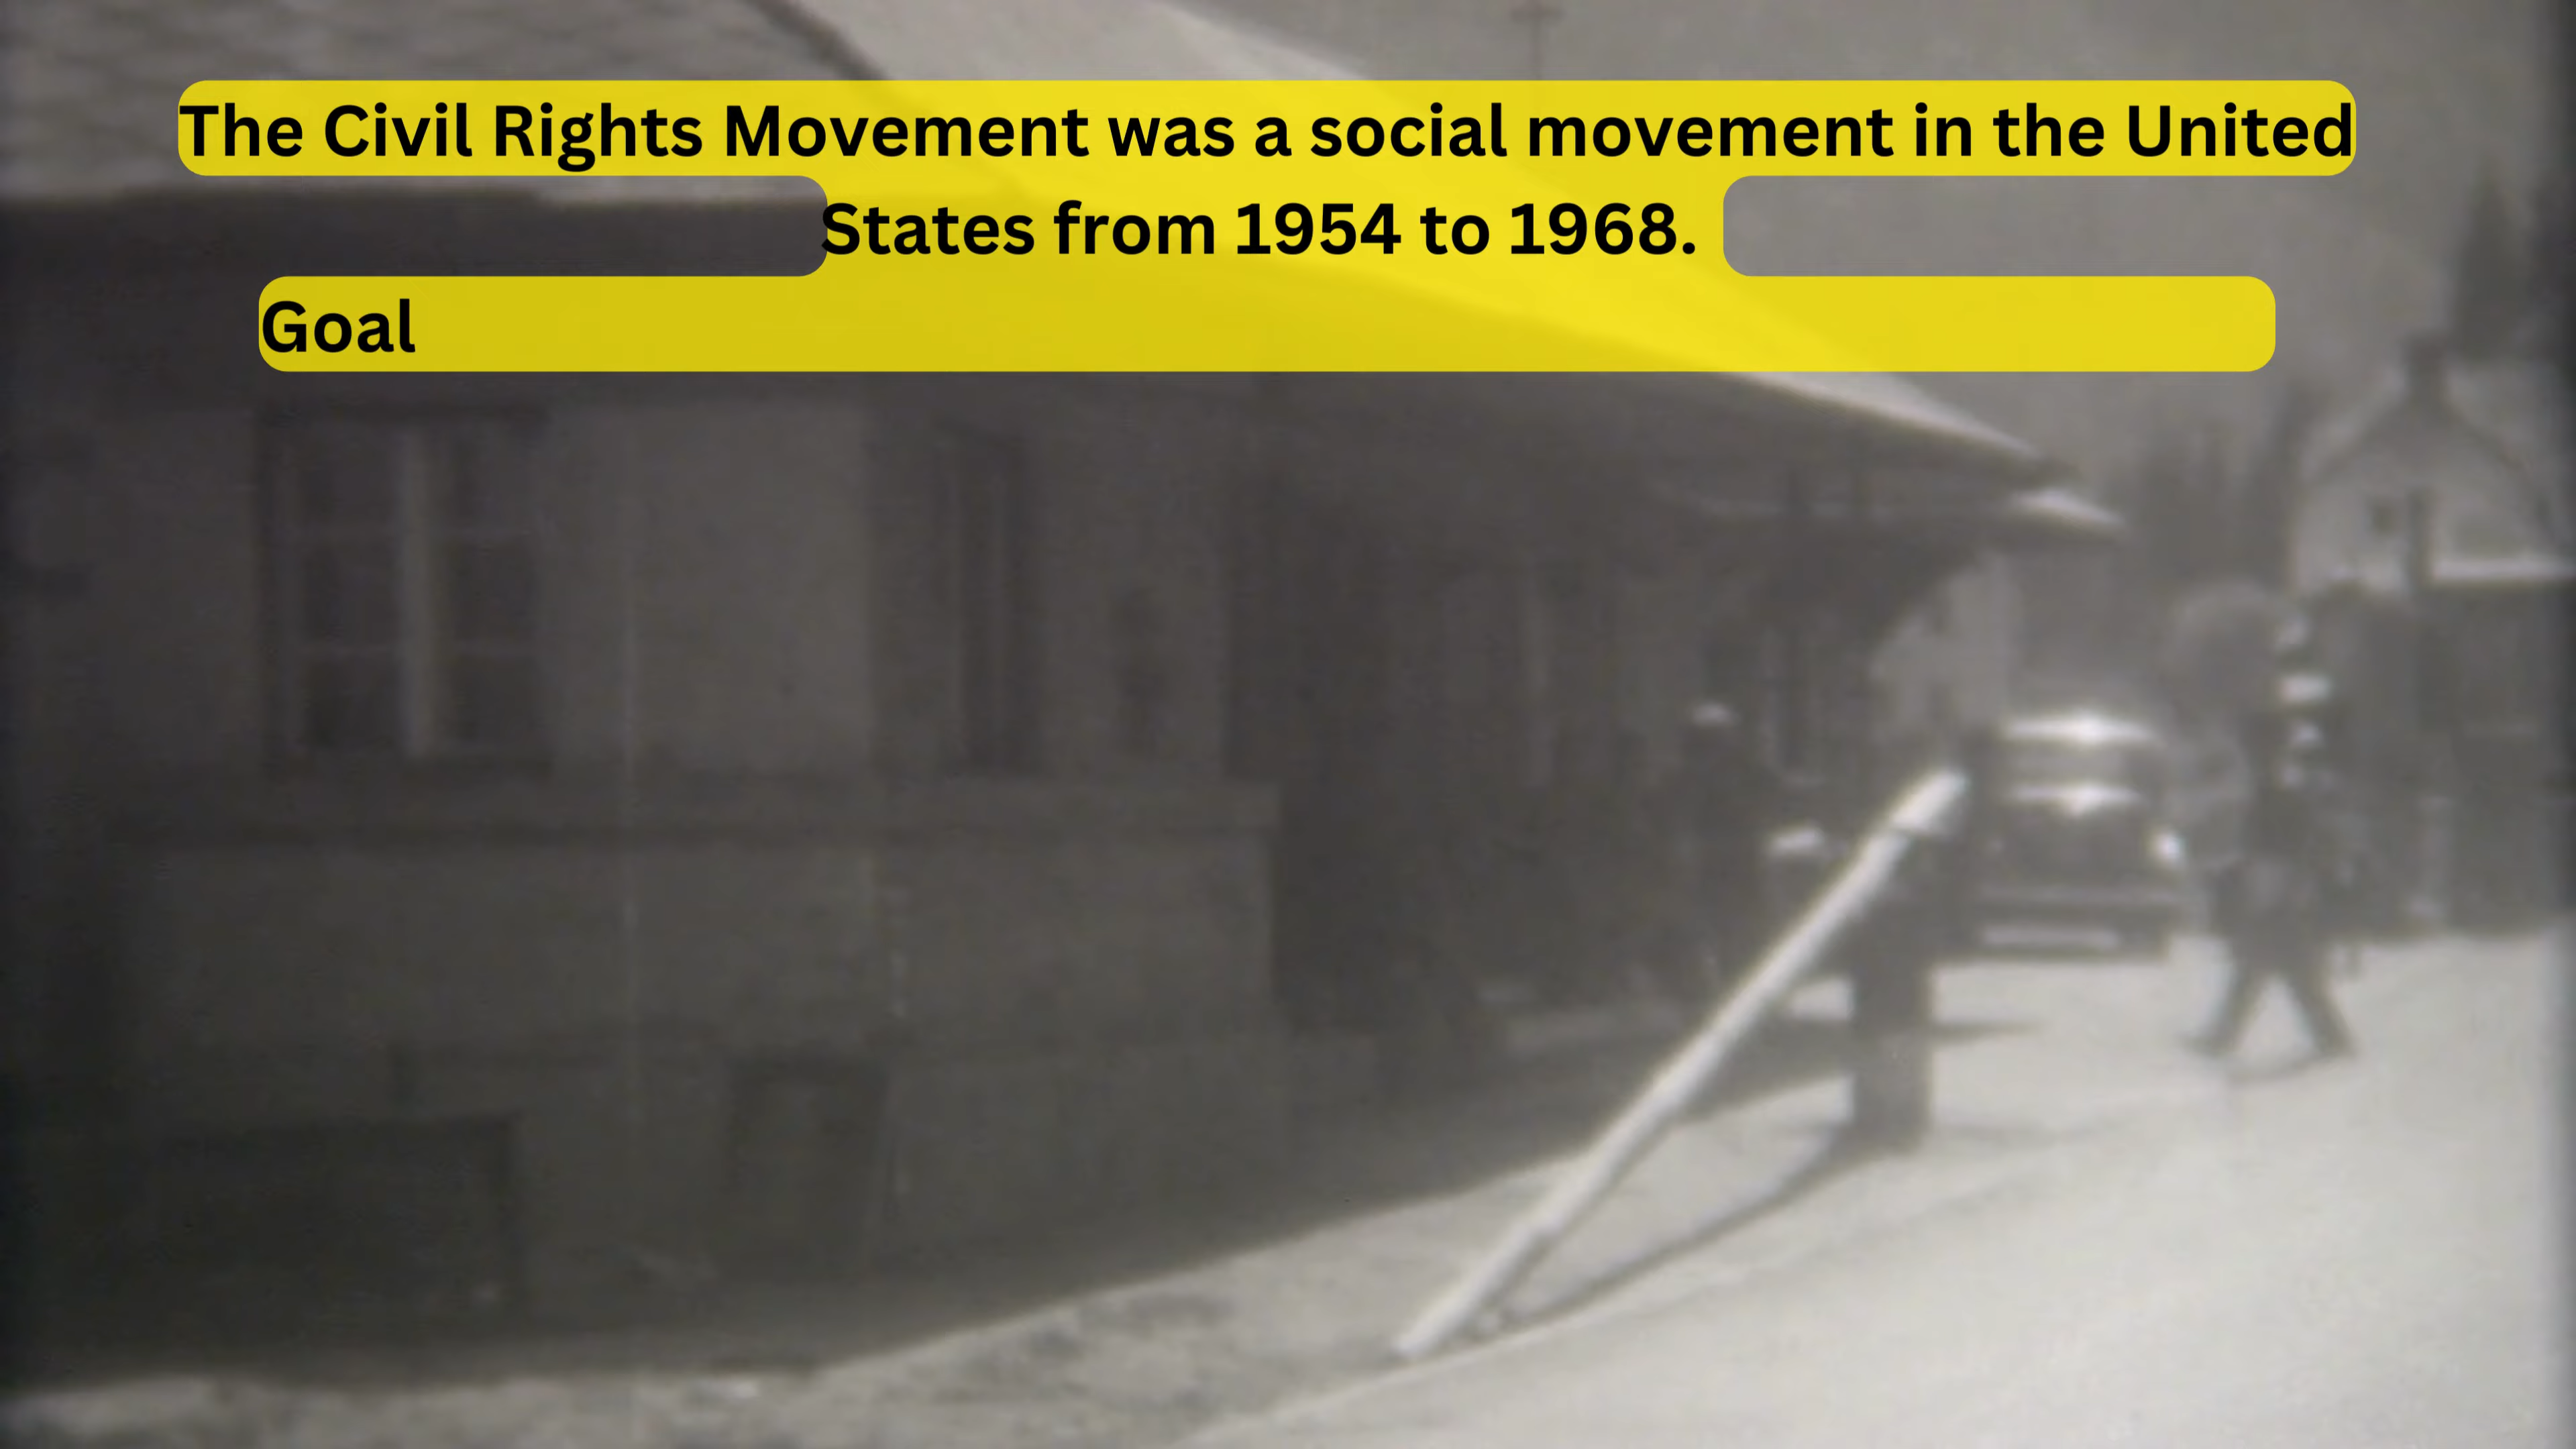 The Civil Rights Movement was a social movement in the United
States from 1954 to 1968.
Goal